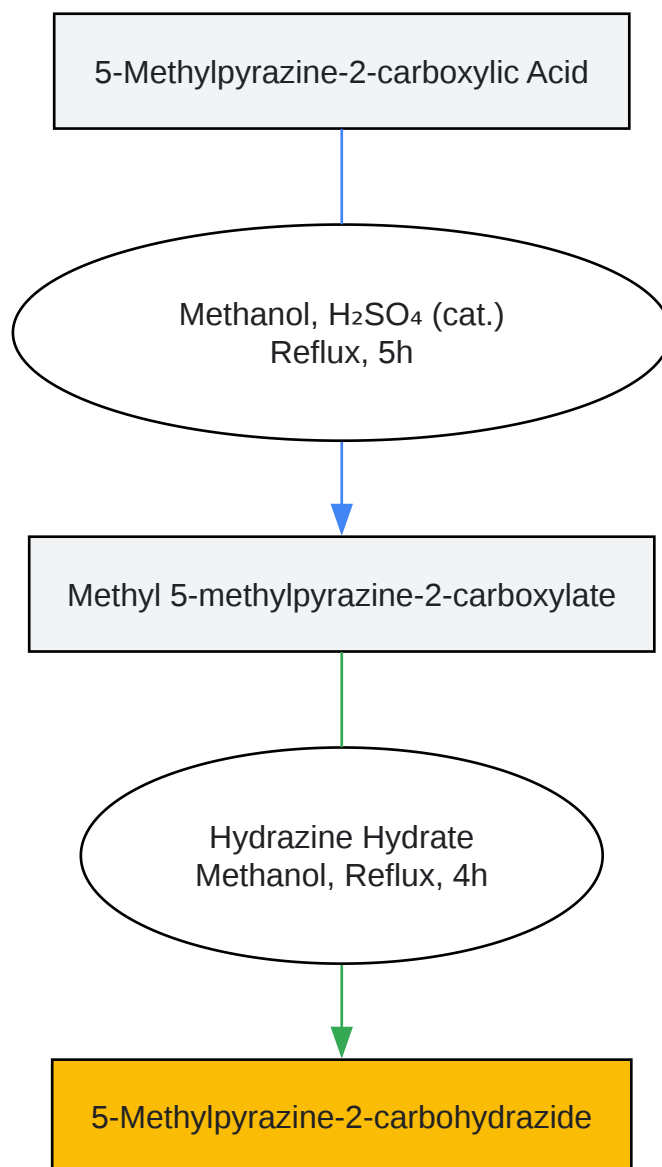 5-Methylpyrazine-2-carboxylic Acid
Methanol, H₂SO₄ (cat.)
Reflux, 5h
Methyl 5-methylpyrazine-2-carboxylate
Hydrazine Hydrate
Methanol, Reflux, 4h
5-Methylpyrazine-2-carbohydrazide